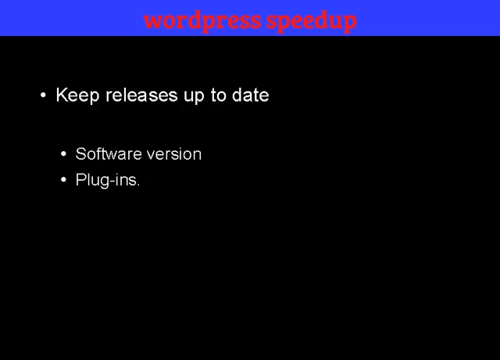 wordpress speedup
• Keep releases up to date
• Software version
• Plug-ins.